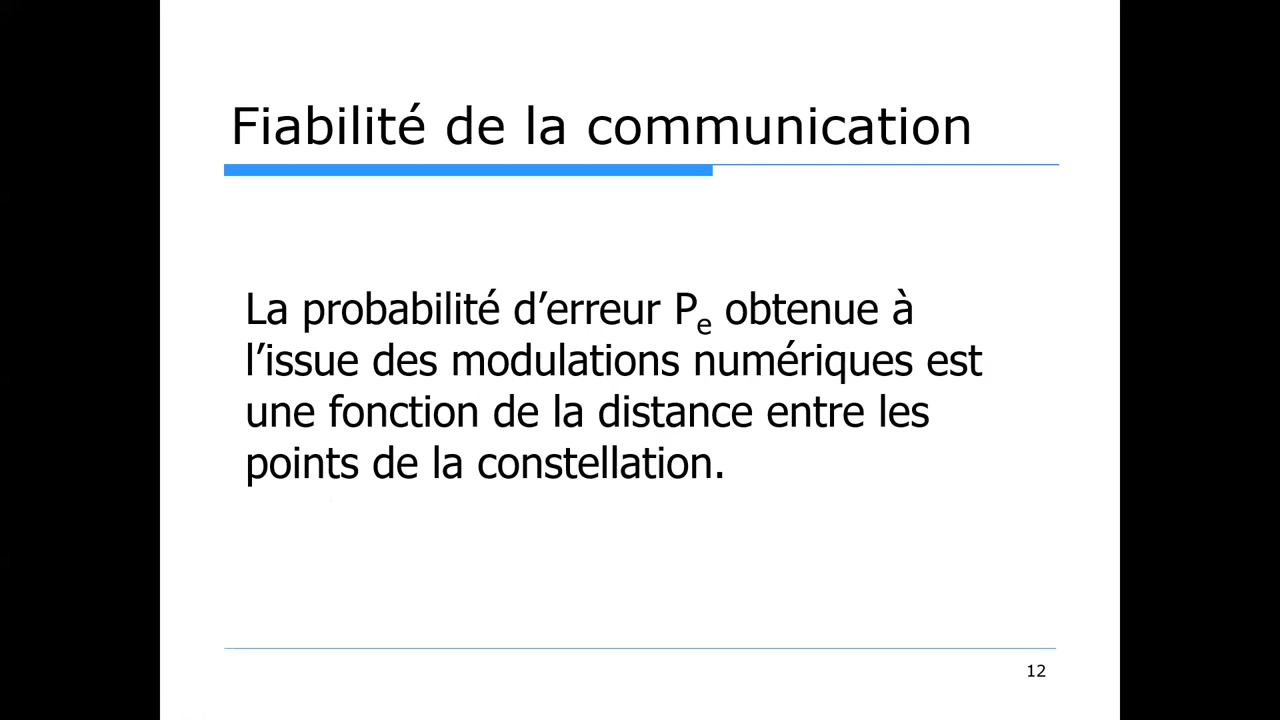 Fiabilité de la communication
La probabilité d’erreur Pe obtenue à
l’issue des modulations numériques est
une fonction de la distance entre les
points de la constellation.
12